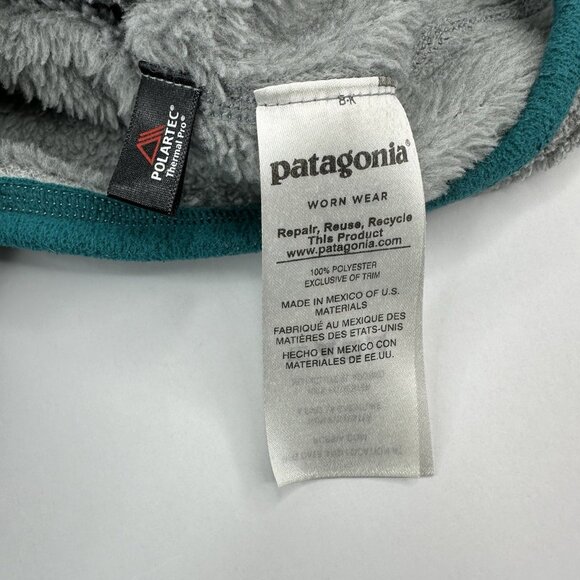 POLARTEC®
Thermal Pro®
8-K
patagonia®
WORN WEAR
Repair, Reuse, Recycle
This Product
www.patagonia.com
100% POLYESTER
EXCLUSIVE OF TRIM
MADE IN MEXICO OF U.S.
MATERIALS
FABRIQUÉ AU MEXIQUE DES
MATIÈRES DES ETATS-UNIS
HECHO EN MEXICO CON
MATERIALES DE EE.UU.